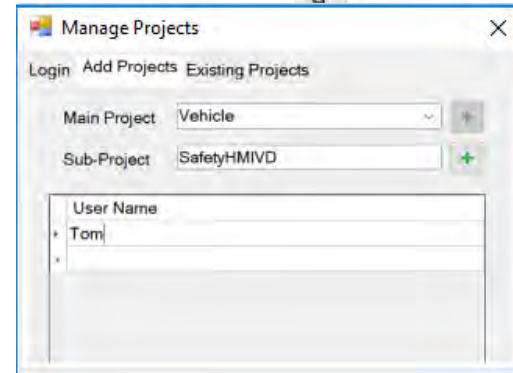 Manage Projects
Login Add Projects Existing Projects
Main Project Vehicle
Sub-Project SafetyHMIVD
User Name
Tom